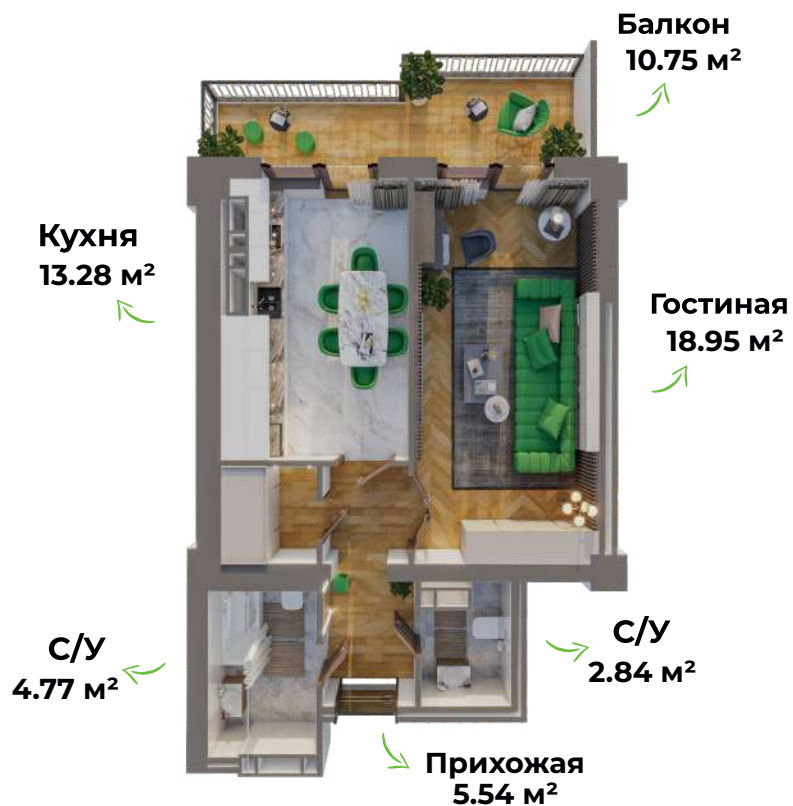 Балкон
10.75 м²
Кухня
13.28 м²
Гостиная
18.95 м²
С/У
4.77 м²
С/У
2.84 м²
Прихожая
5.54 м²